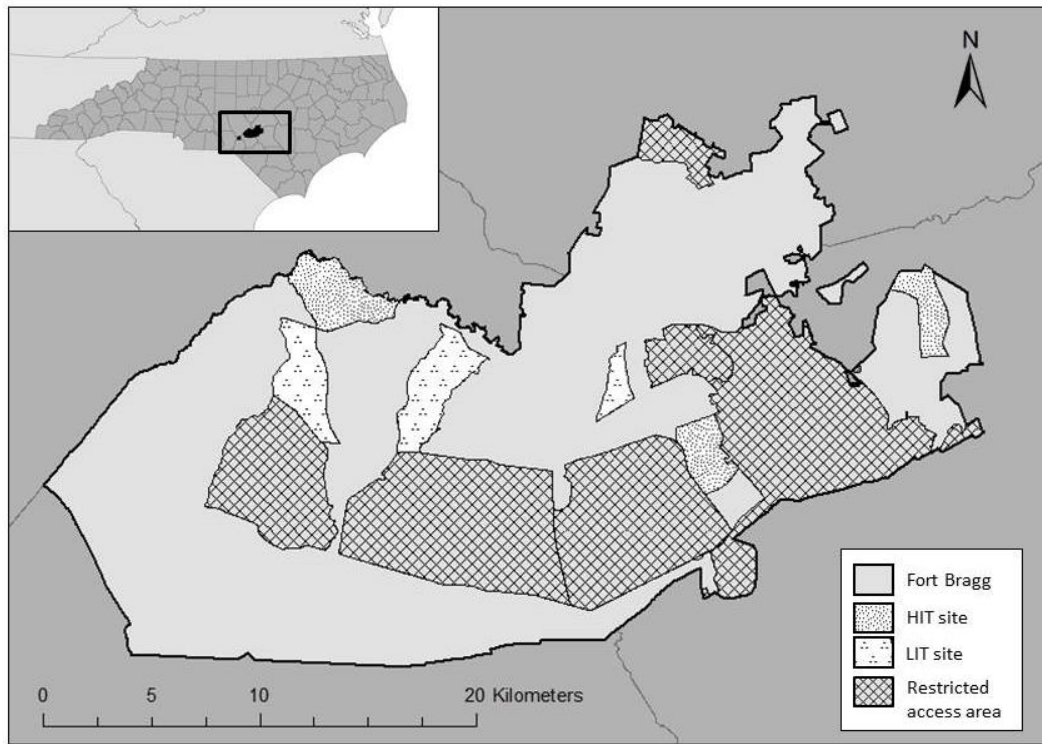 N
Fort Bragg
HIT site
LIT site
Restricted
access area
0 5 10 20 Kilometers